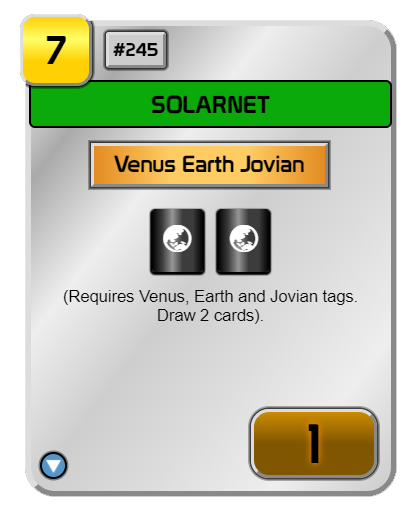 7
#245
SOLARNET
Venus Earth Jovian
(Requires Venus, Earth and Jovian tags.
Draw 2 cards).
1